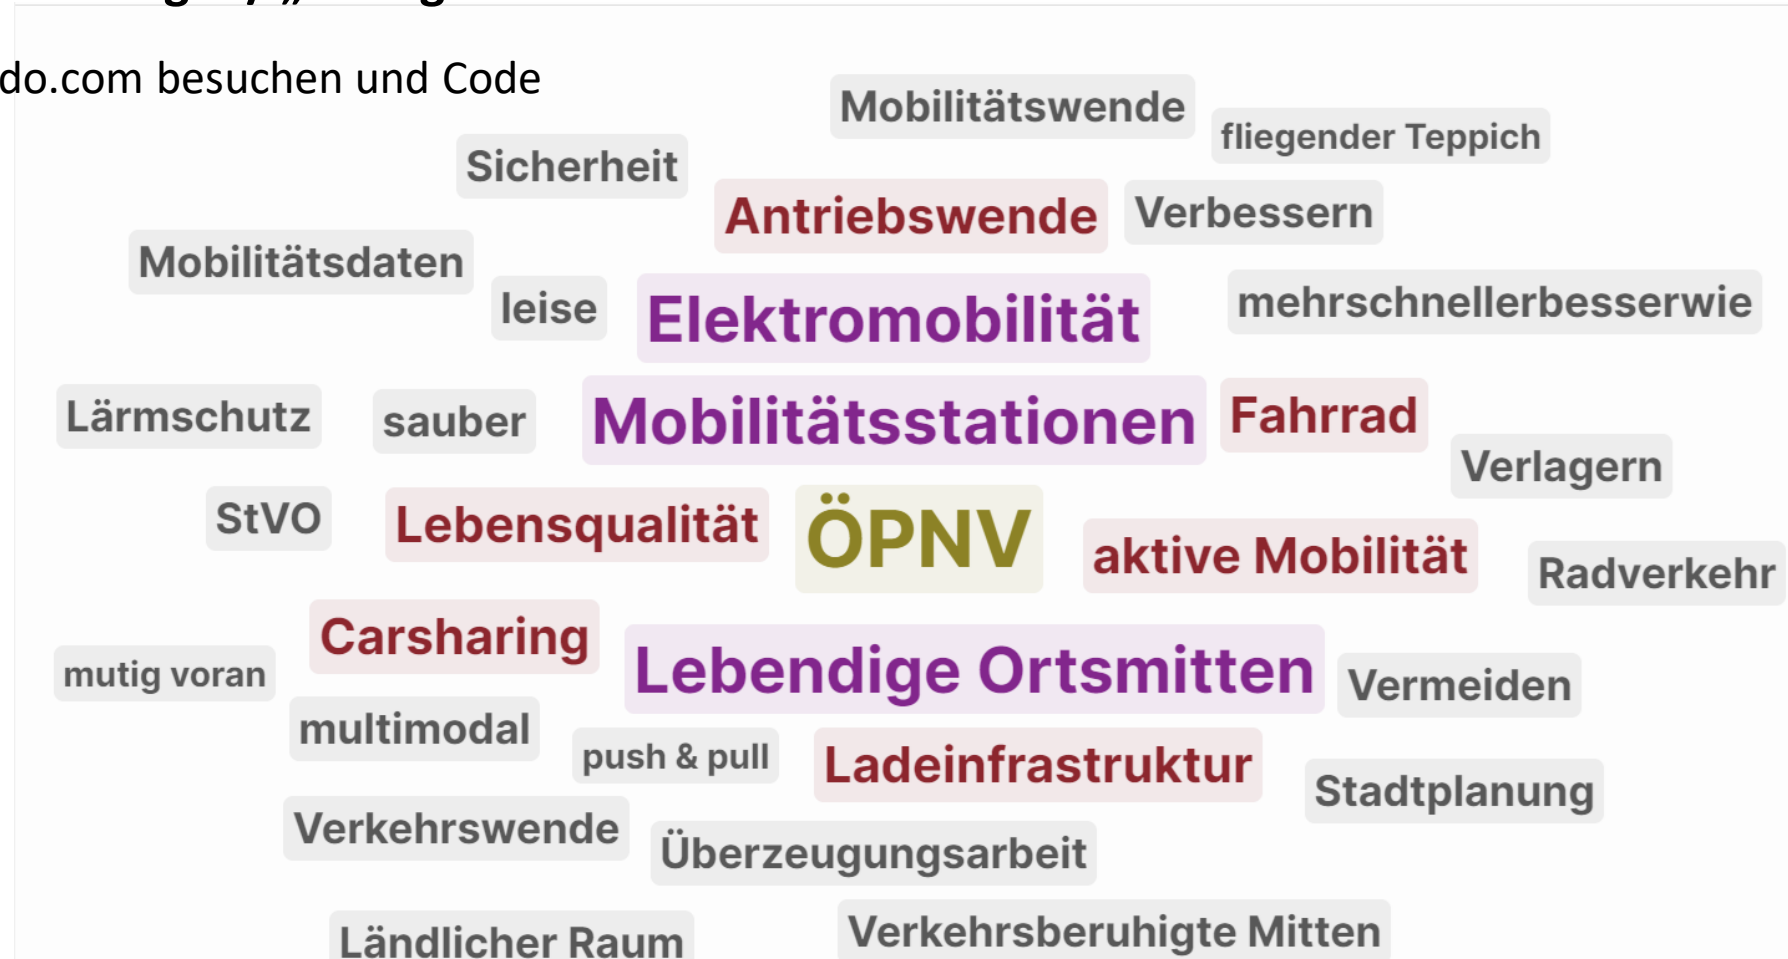 do.com besuchen und Code
Mobilitätswende
fliegender Teppich
Sicherheit
Antriebswende
Verbessern
Mobilitätsdaten
leise
Elektromobilität
mehrschnellerbesserwie
Lärmschutz
sauber
Mobilitätsstationen
Fahrrad
Verlagern
StVO
Lebensqualität
ÖPNV
aktive Mobilität
Radverkehr
Carsharing
mutig voran
Lebendige Ortsmitten
Vermeiden
multimodal
push & pull
Ladeinfrastruktur
Stadtplanung
Verkehrswende
Überzeugungsarbeit
Ländlicher Raum
Verkehrsberuhigte Mitten